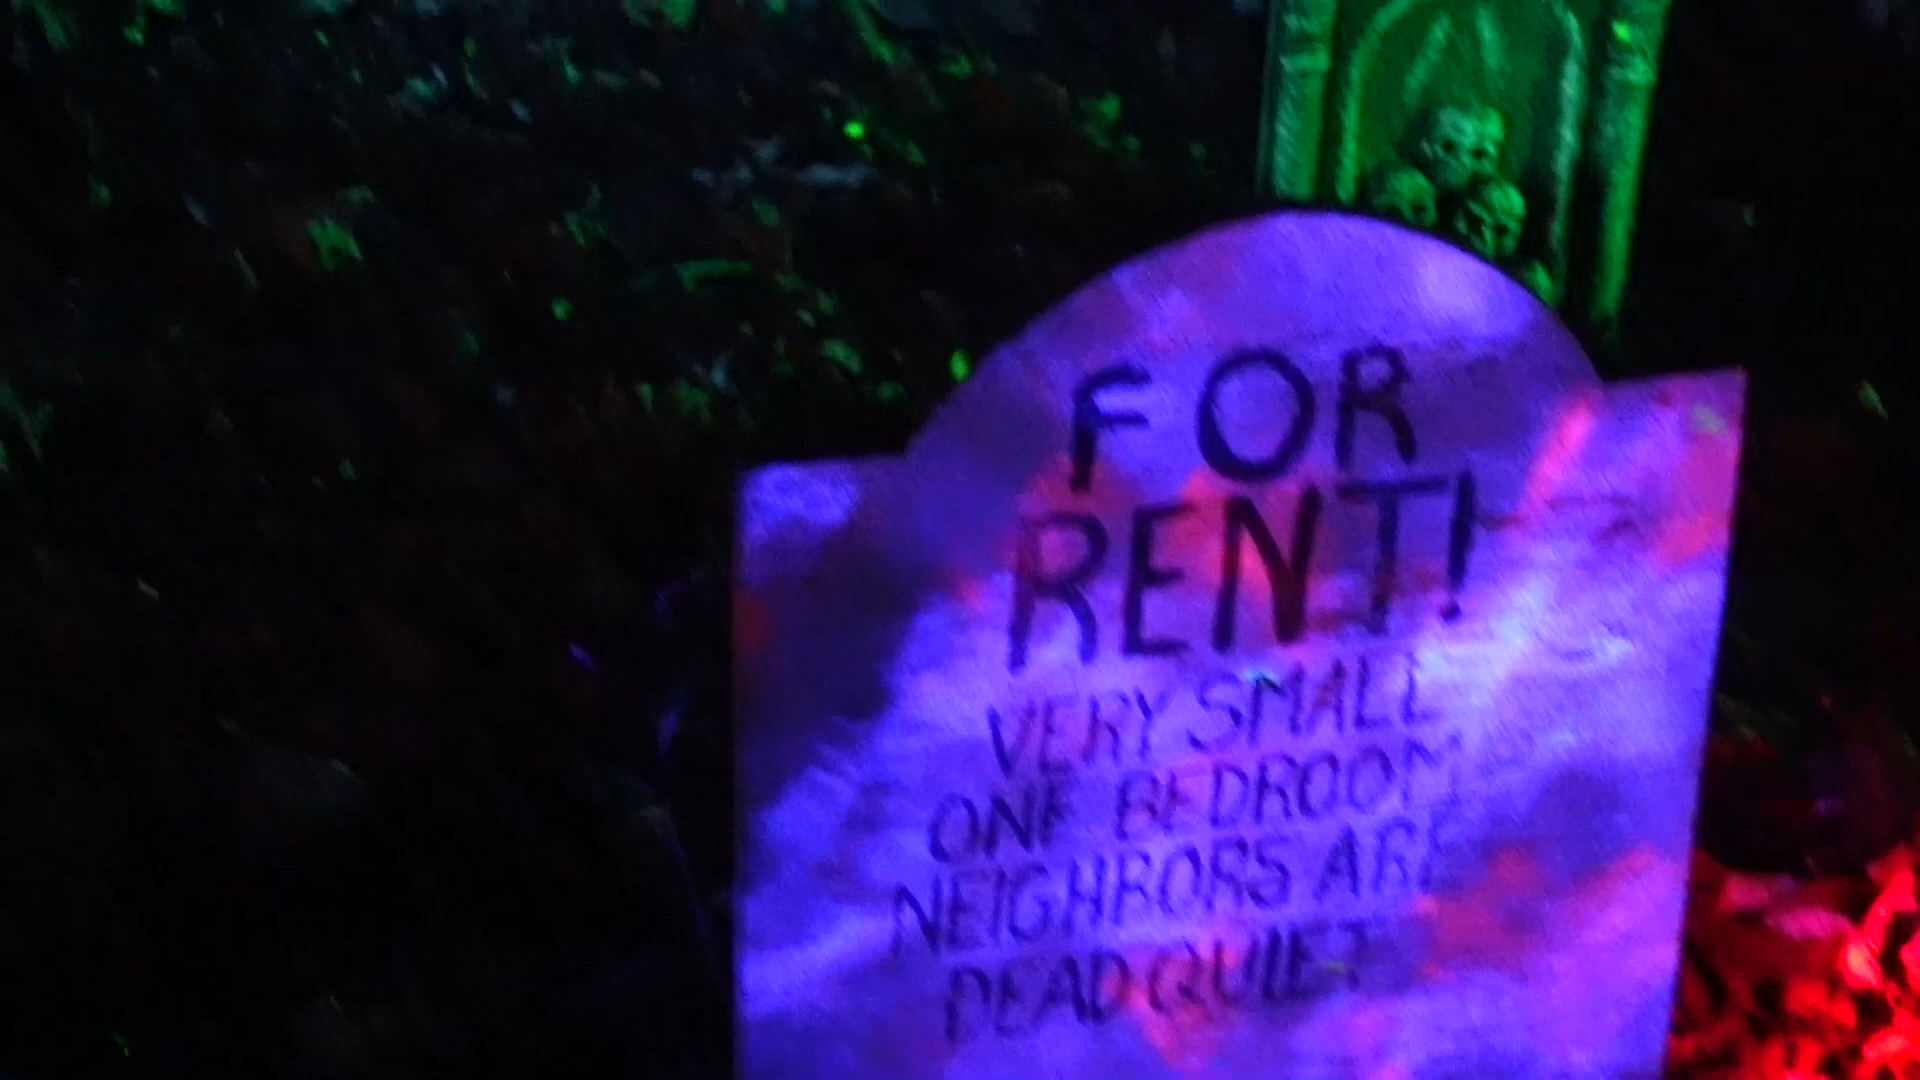 FOR
RENT!
VERY SMALL
ONE BEDROOM
NEIGHBORS ARE
DEAD QUIET